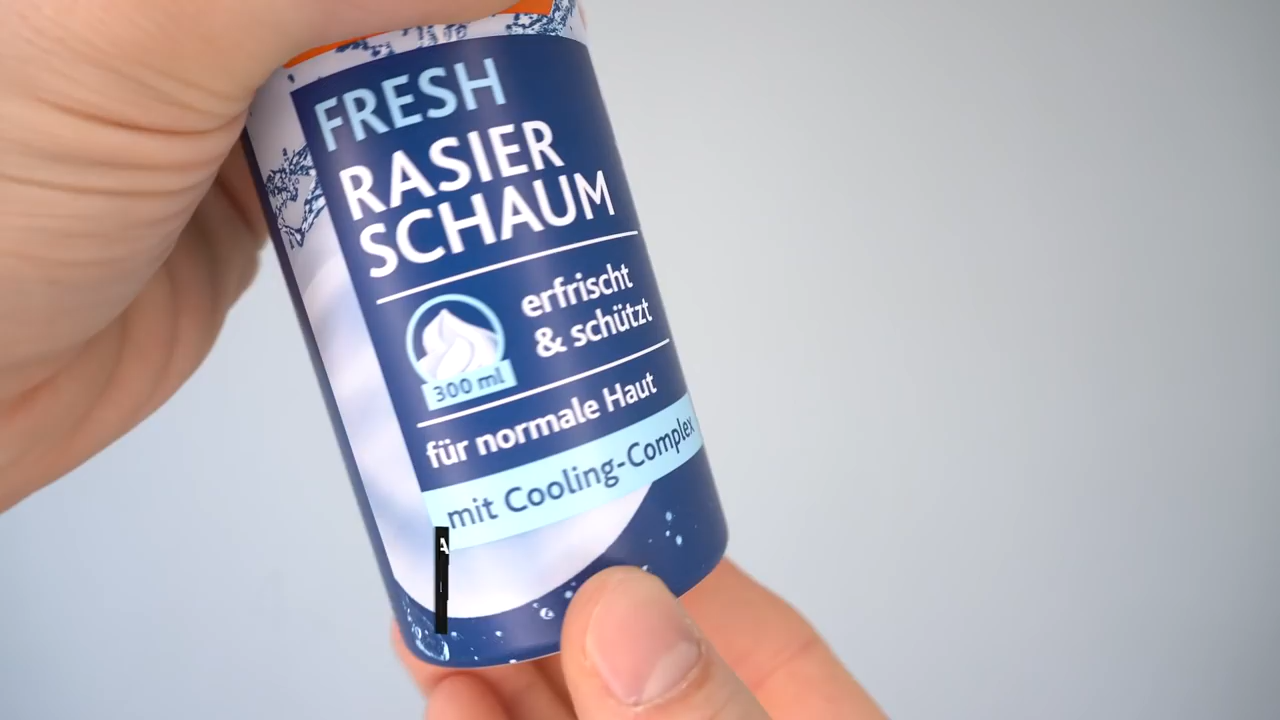 FRESH
RASIER
SCHAUM
erfrischt
& schützt
300 ml
für normale Haut
mit Cooling-Complex
A